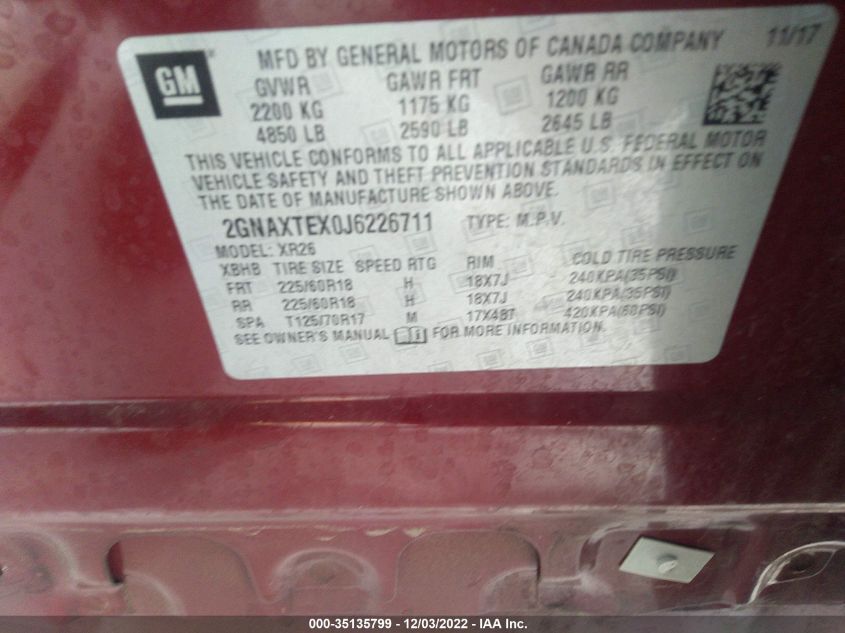 GM
MFD BY GENERAL MOTORS OF CANADA COMPANY 11/17
GVWR GAWR FRT GAWR RR
2200 KG 1175 KG 1200 KG
4850 LB 2590 LB 2645 LB
THIS VEHICLE CONFORMS TO ALL APPLICABLE U.S. FEDERAL MOTOR
VEHICLE SAFETY AND THEFT PREVENTION STANDARDS IN EFFECT ON
THE DATE OF MANUFACTURE SHOWN ABOVE.
2GNAXTEX0J6226711 TYPE: M.P.V.
MODEL: XR26
XBHB TIRE SIZE SPEED RTG RIM COLD TIRE PRESSURE
FRT 225/60R18 H 18X7J 240KPA(35PSI)
RR 225/60R18 H 18X7J 240KPA(35PSI)
SPA T125/70R17 M 17X4BT 420KPA(60PSI)
SEE OWNER'S MANUAL FOR MORE INFORMATION.
000-35135799 - 12/03/2022 - IAA Inc.